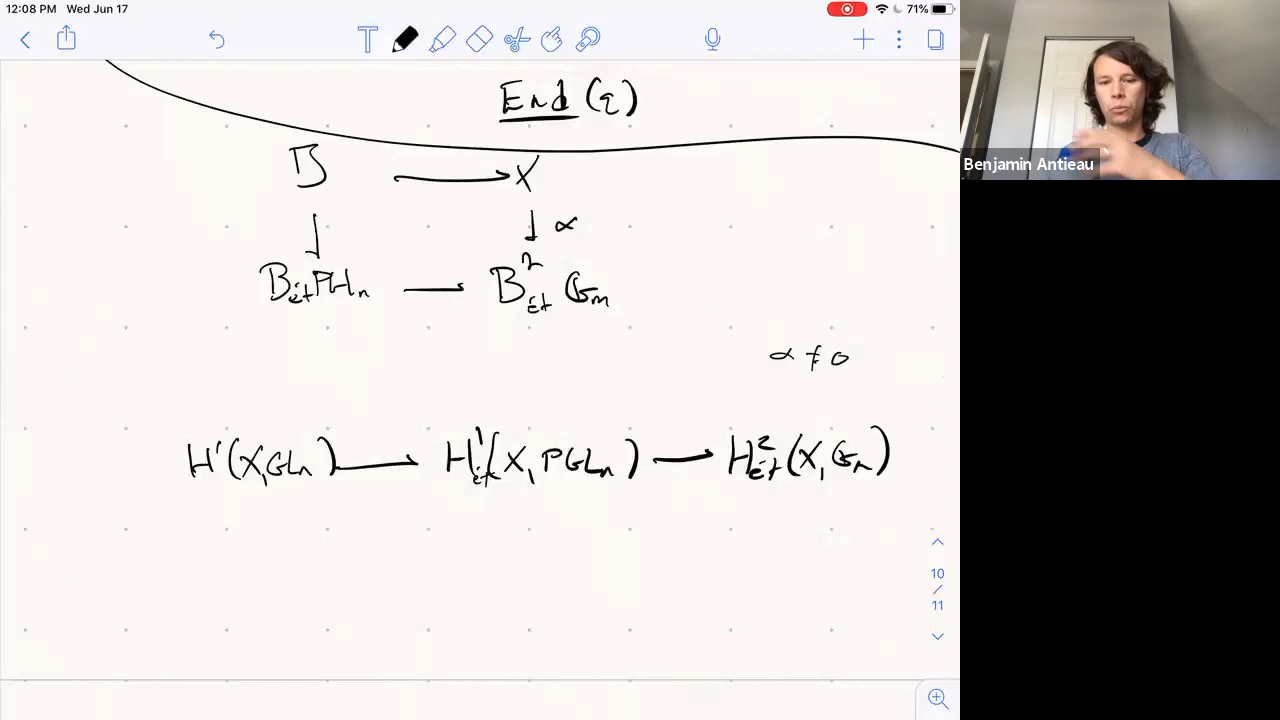 12:08 PM Wed Jun 17
71%
End (q)
B → X
↓ ↓ α
B_ét PGL_n — B²_ét G_m
α ≠ 0
H¹(X, GL_n) → H¹_ét(X, PGL_n) → H²_ét(X, G_m)
10
/
11
Benjamin Antieau